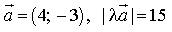 a⃗ = (4; −3), |λa⃗| = 15